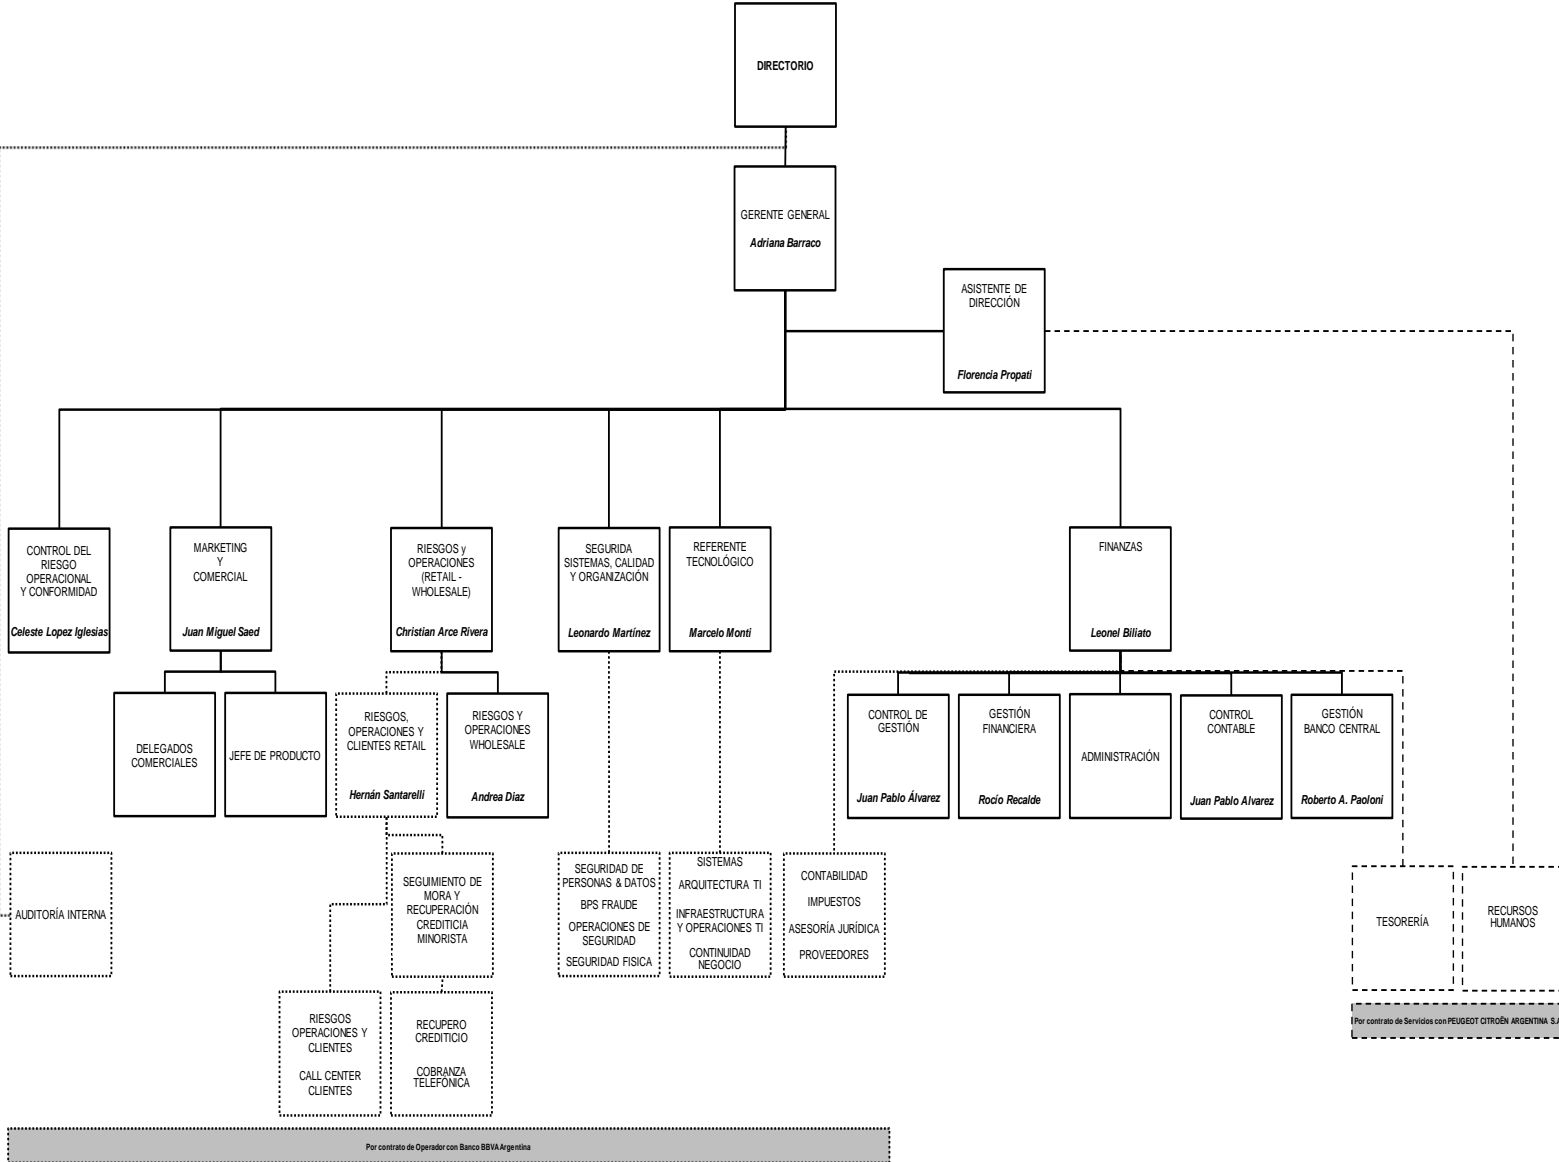 DIRECTORIO
GERENTE GENERAL
Adriana Barraco
ASISTENTE DE
DIRECCIÓN
Florencia Propati
CONTROL DEL
RIESGO
OPERACIONAL
Y CONFORMIDAD
Celeste Lopez Iglesias
MARKETING
Y
COMERCIAL
Juan Miguel Saed
RIESGOS y
OPERACIONES
(RETAIL -
WHOLESALE)
Christian Arce Rivera
SEGURIDA
SISTEMAS, CALIDAD
Y ORGANIZACIÓN
Leonardo Martínez
REFERENTE
TECNOLÓGICO
Marcelo Monti
FINANZAS
Leonel Biliato
DELEGADOS
COMERCIALES
JEFE DE PRODUCTO
RIESGOS,
OPERACIONES Y
CLIENTES RETAIL
Hernán Santarelli
RIESGOS Y
OPERACIONES
WHOLESALE
Andrea Diaz
CONTROL DE
GESTIÓN
Juan Pablo Álvarez
GESTIÓN
FINANCIERA
Rocío Recalde
ADMINISTRACIÓN
CONTROL
CONTABLE
Juan Pablo Alvarez
GESTIÓN
BANCO CENTRAL
Roberto A. Paoloni
AUDITORÍA INTERNA
SEGUIMIENTO DE
MORA Y
RECUPERACIÓN
CREDITICIA
MINORISTA
SEGURIDAD DE
PERSONAS & DATOS
BPS FRAUDE
OPERACIONES DE
SEGURIDAD
SEGURIDAD FISICA
SISTEMAS
ARQUITECTURA TI
INFRAESTRUCTURA
Y OPERACIONES TI
CONTINUIDAD
NEGOCIO
CONTABILIDAD
IMPUESTOS
ASESORÍA JURÍDICA
PROVEEDORES
TESORERÍA
RECURSOS
HUMANOS
RIESGOS
OPERACIONES Y
CLIENTES
CALL CENTER
CLIENTES
RECUPERO
CREDITICIO
COBRANZA
TELEFÓNICA
Por contrato de Servicios con PEUGEOT CITROËN ARGENTINA S.A
Por contrato de Operador con Banco BBVA Argentina